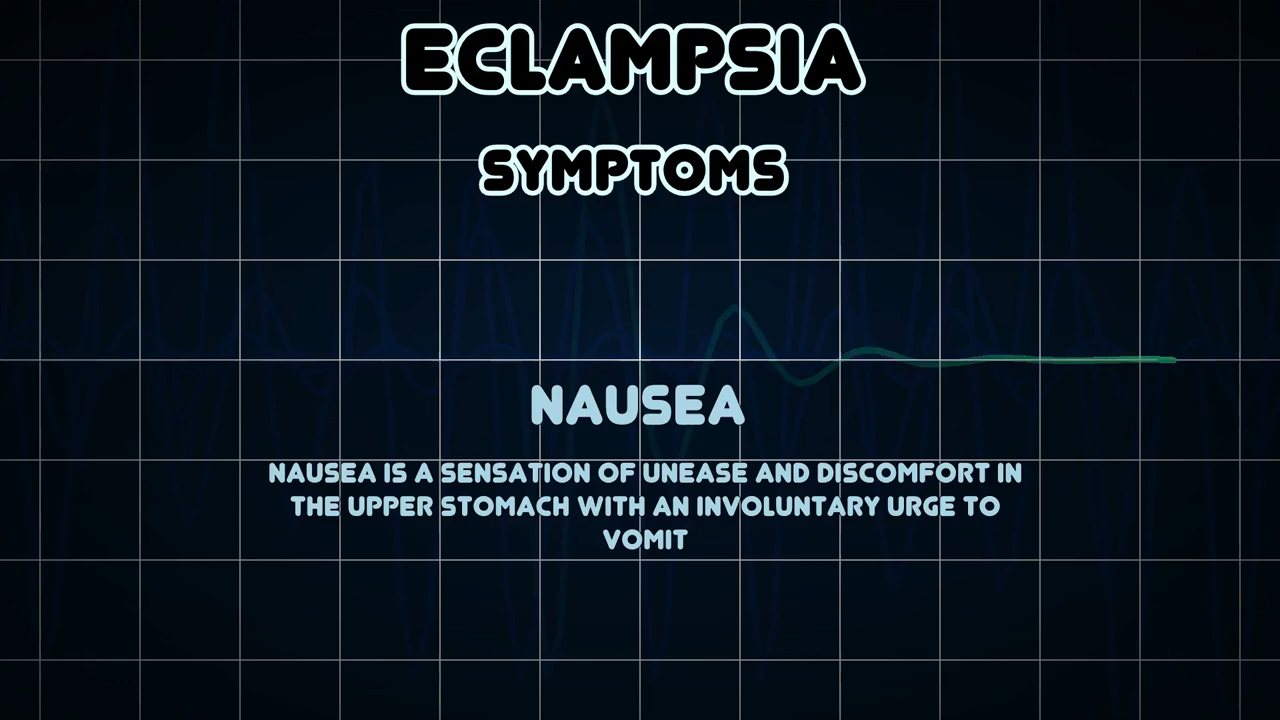 ECLAMPSIA
SYMPTOMS
NAUSEA
NAUSEA IS A SENSATION OF UNEASE AND DISCOMFORT IN
THE UPPER STOMACH WITH AN INVOLUNTARY URGE TO
VOMIT